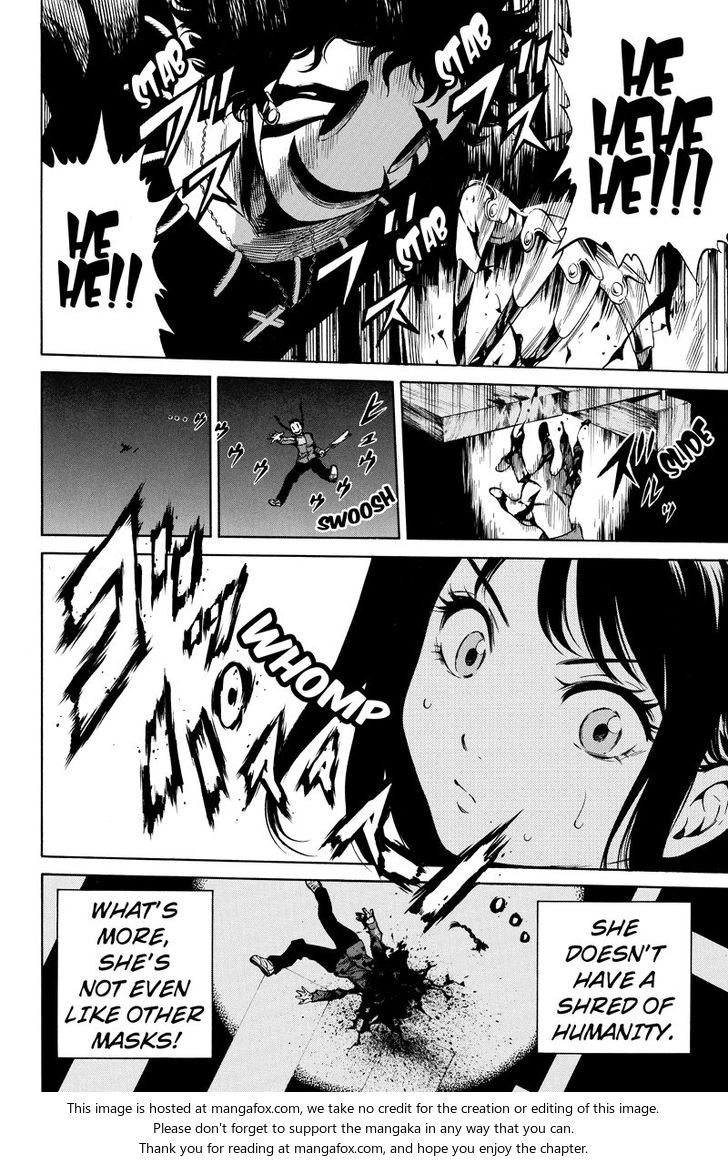 HE
HEHE
HE!!!
STAB
STAB
STAB
HE
HE!!
SLIDE
SWOOSH
WHOMP
SHE
DOESN'T
HAVE A
SHRED OF
HUMANITY.
WHAT'S
MORE,
SHE'S
NOT EVEN
LIKE OTHER
MASKS!
This image is hosted at mangafox.com, we take no credit for the creation or editing of this image.
Please don't forget to support the mangaka in any way that you can.
Thank you for reading at mangafox.com, and hope you enjoy the chapter.